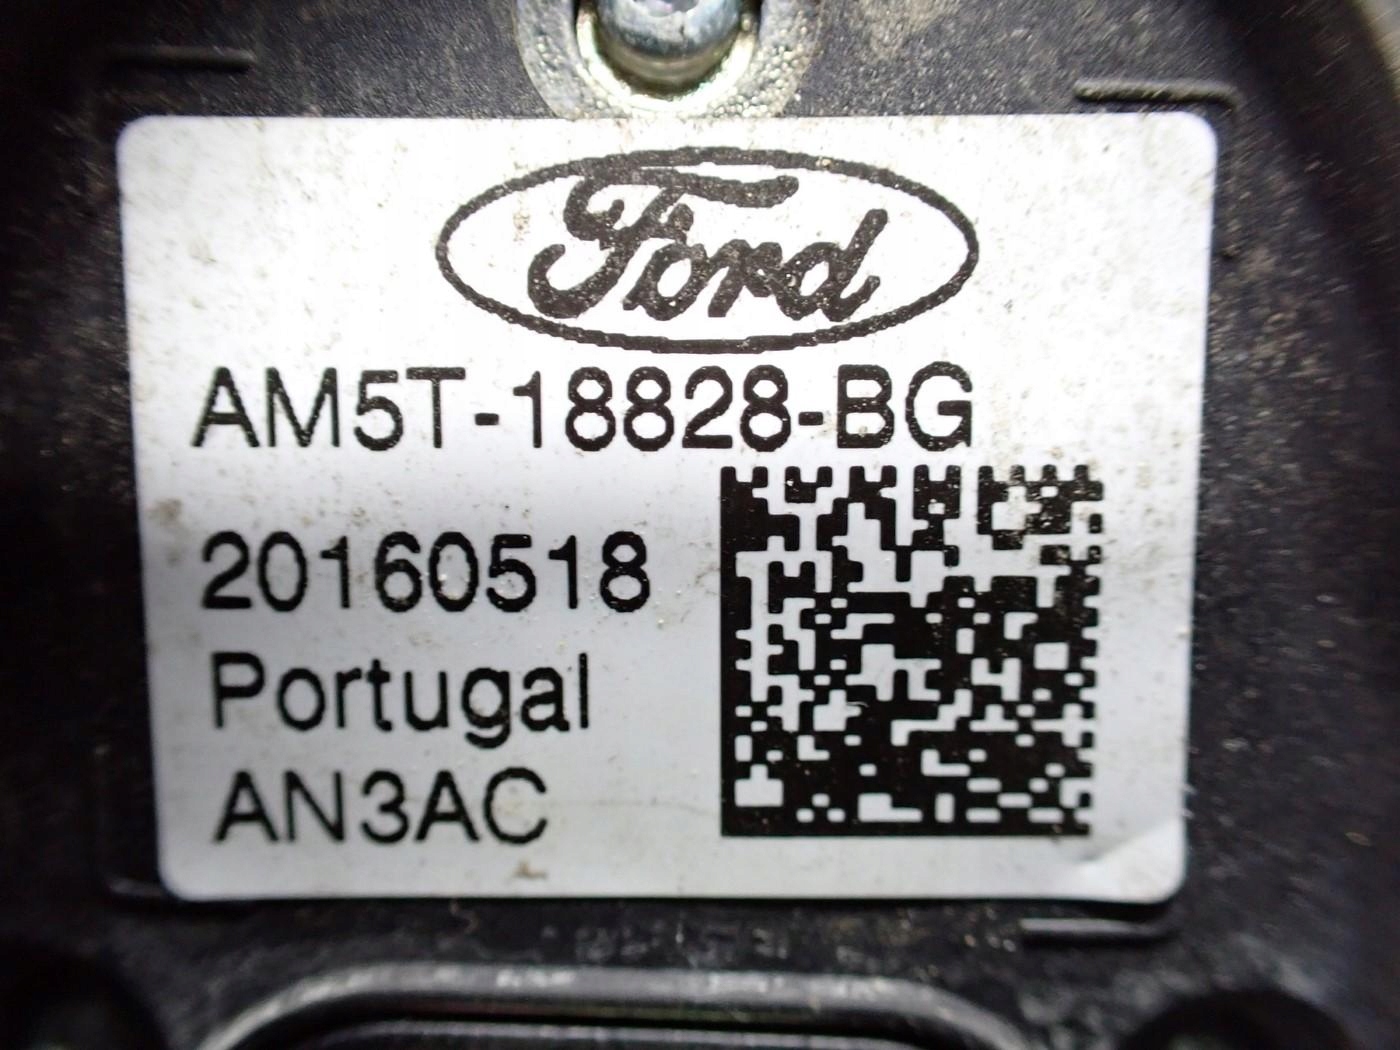 Ford
AM5T-18828-BG
20160518
Portugal
AN3AC